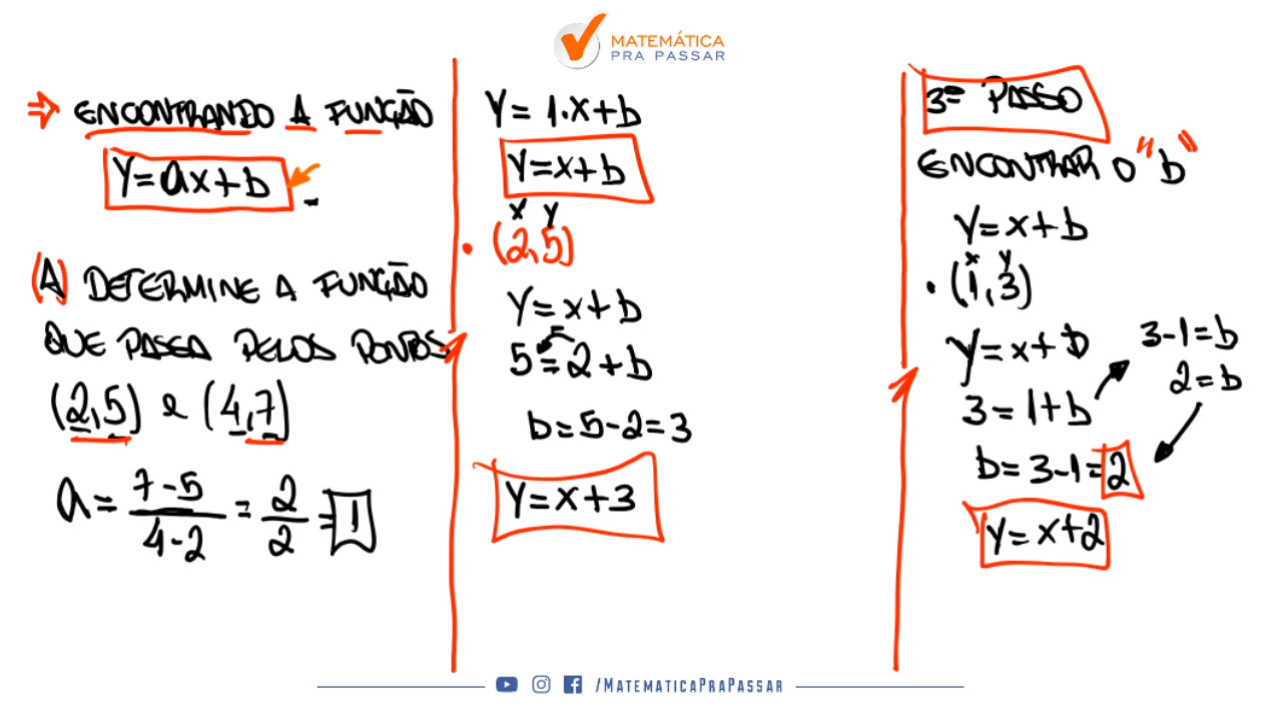 MATEMÁTICA
PRA PASSAR
⇒ ENCONTRANDO A FUNÇÃO
Y=ax+b
(A) DETERMINE A FUNÇÃO
QUE PASSA PELOS PONTOS
(2,5) e (4,7)
a = 7-5 / 4-2 = 2/2 = 1
Y = 1.x+b
Y=x+b
x y
• (2,5)
Y=x+b
5=2+b
b=5-2=3
Y=x+3
3º PASSO
ENCONTRAR O "b"
Y=x+b
x y
• (1,3)
Y=x+b
3=1+b
b=3-1=2
Y=x+2
3-1=b
2=b
/MATEMATICAPRAPASSAR